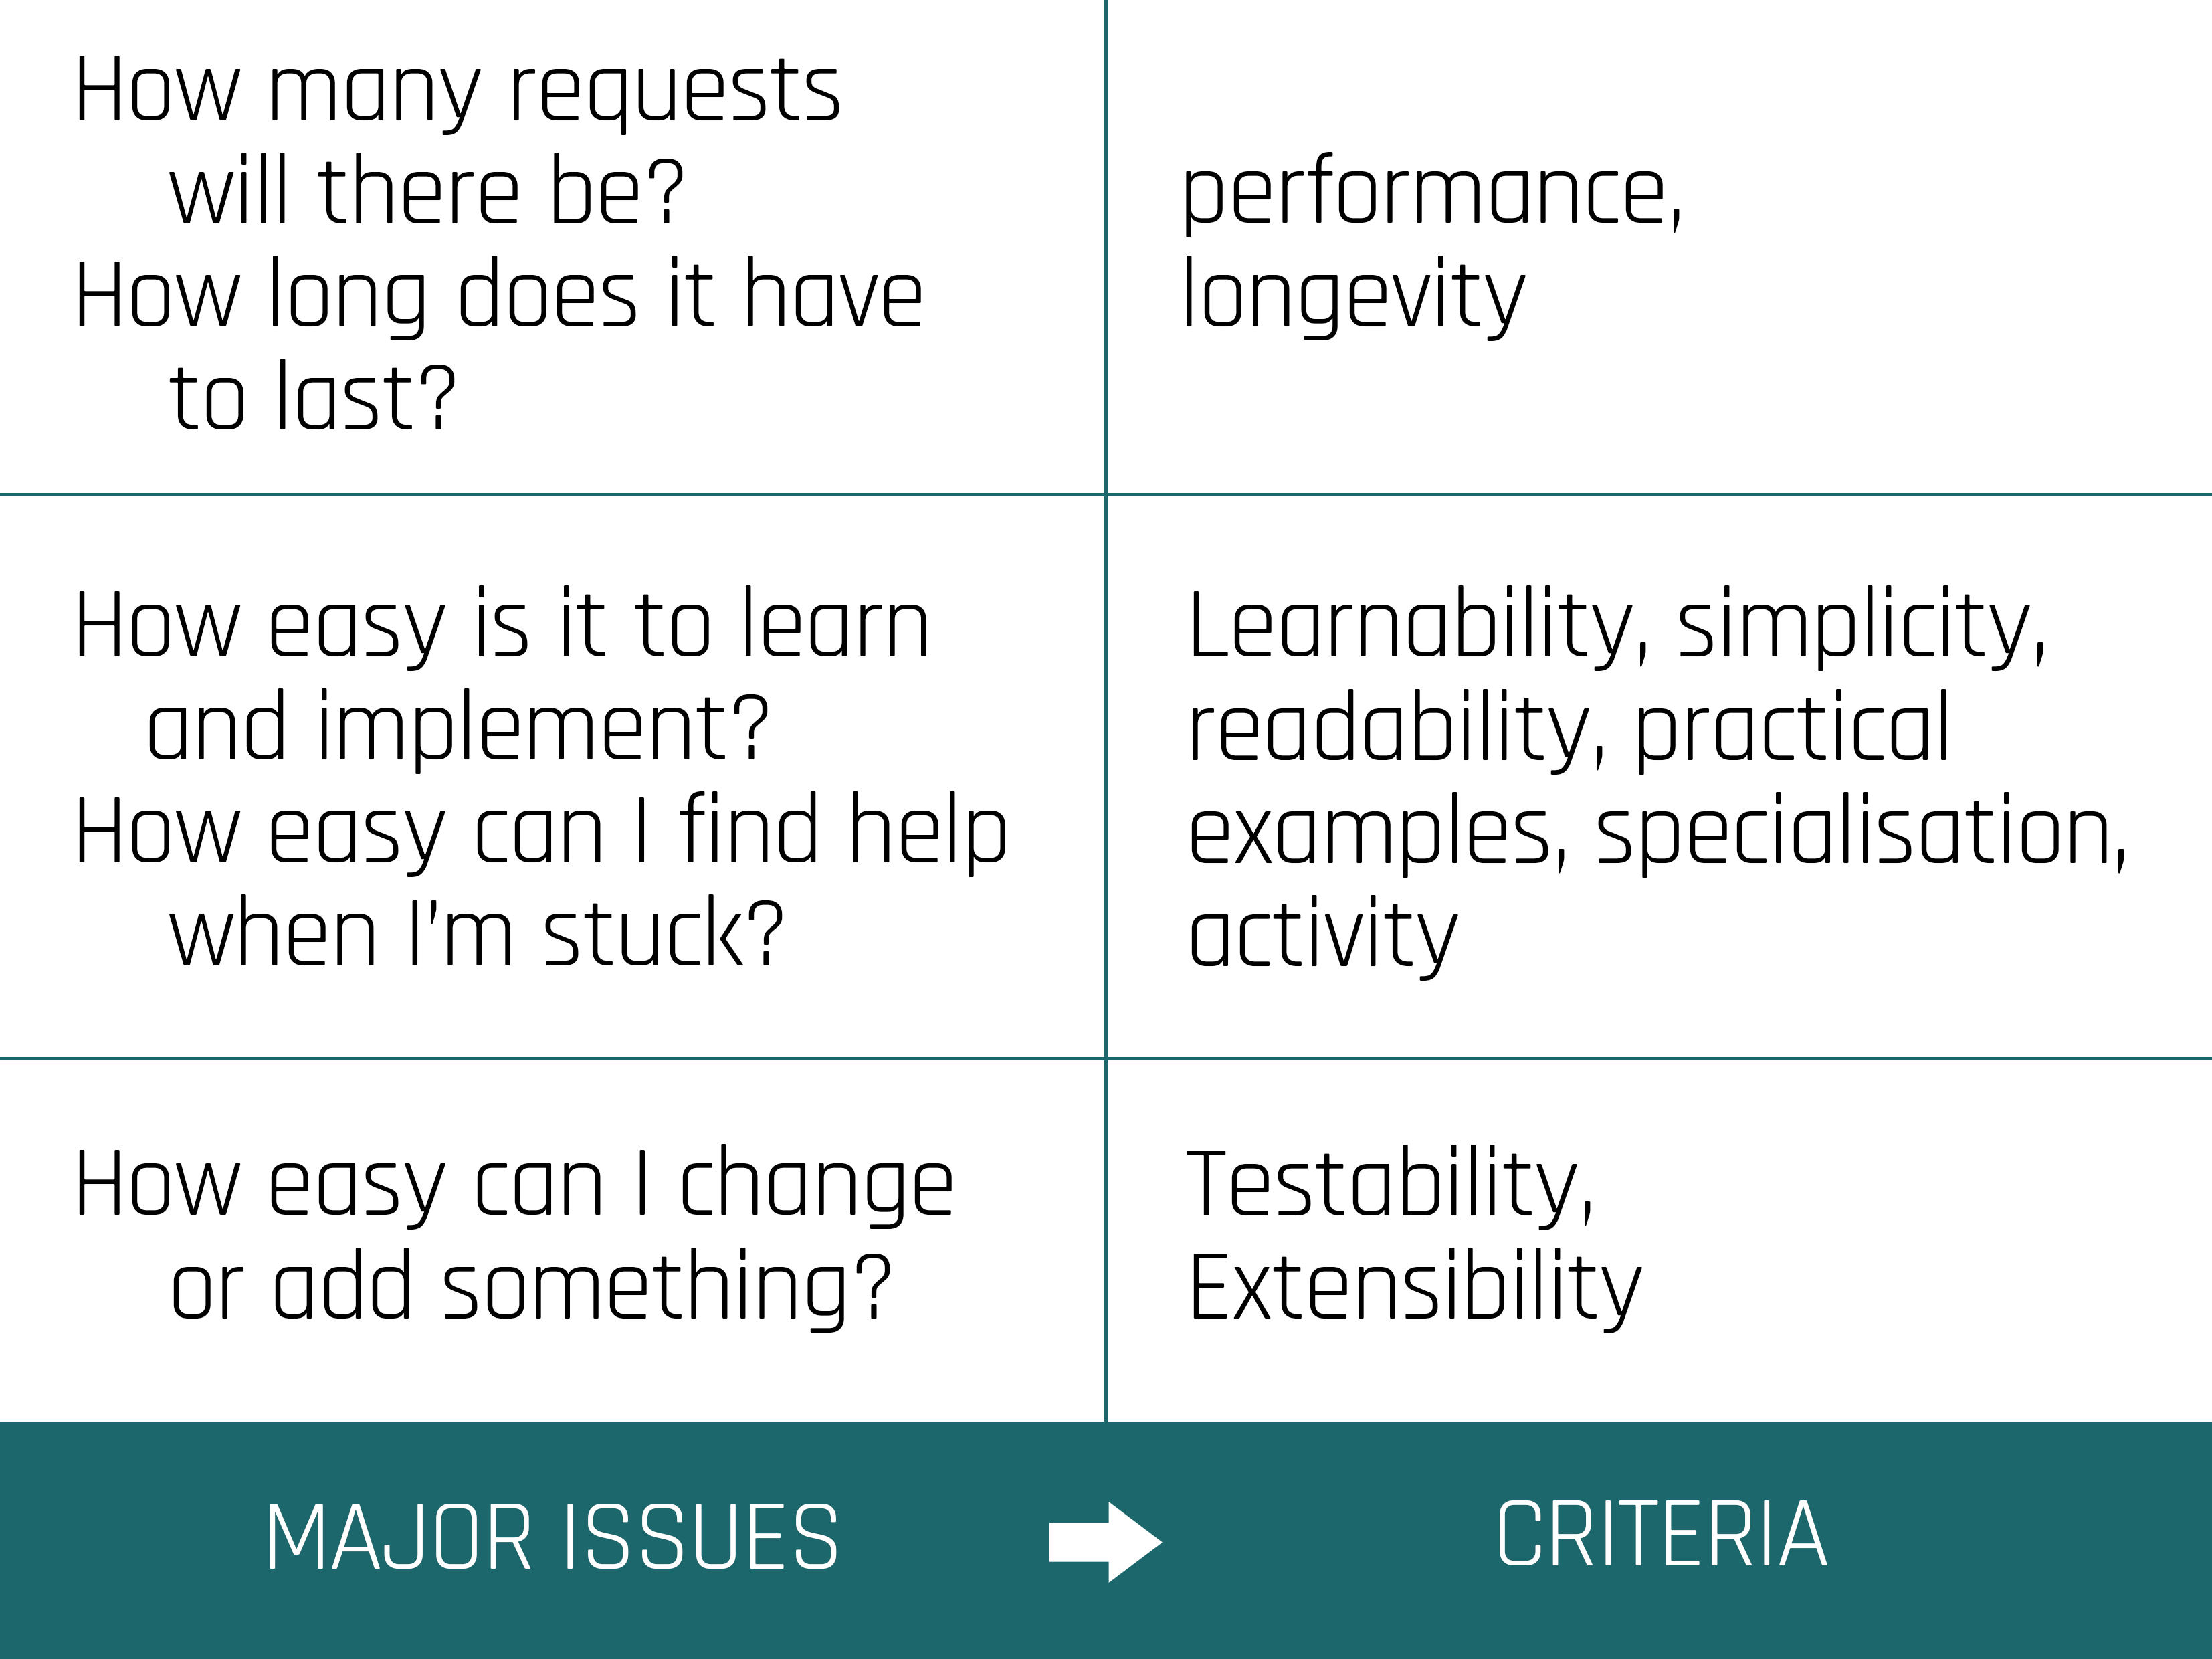 How many requests
will there be?
How long does it have
to last?
performance,
longevity
How easy is it to learn
and implement?
How easy can I find help
when I'm stuck?
Learnability, simplicity,
readability, practical
examples, specialisation,
activity
How easy can I change
or add something?
Testability,
Extensibility
MAJOR ISSUES
CRITERIA